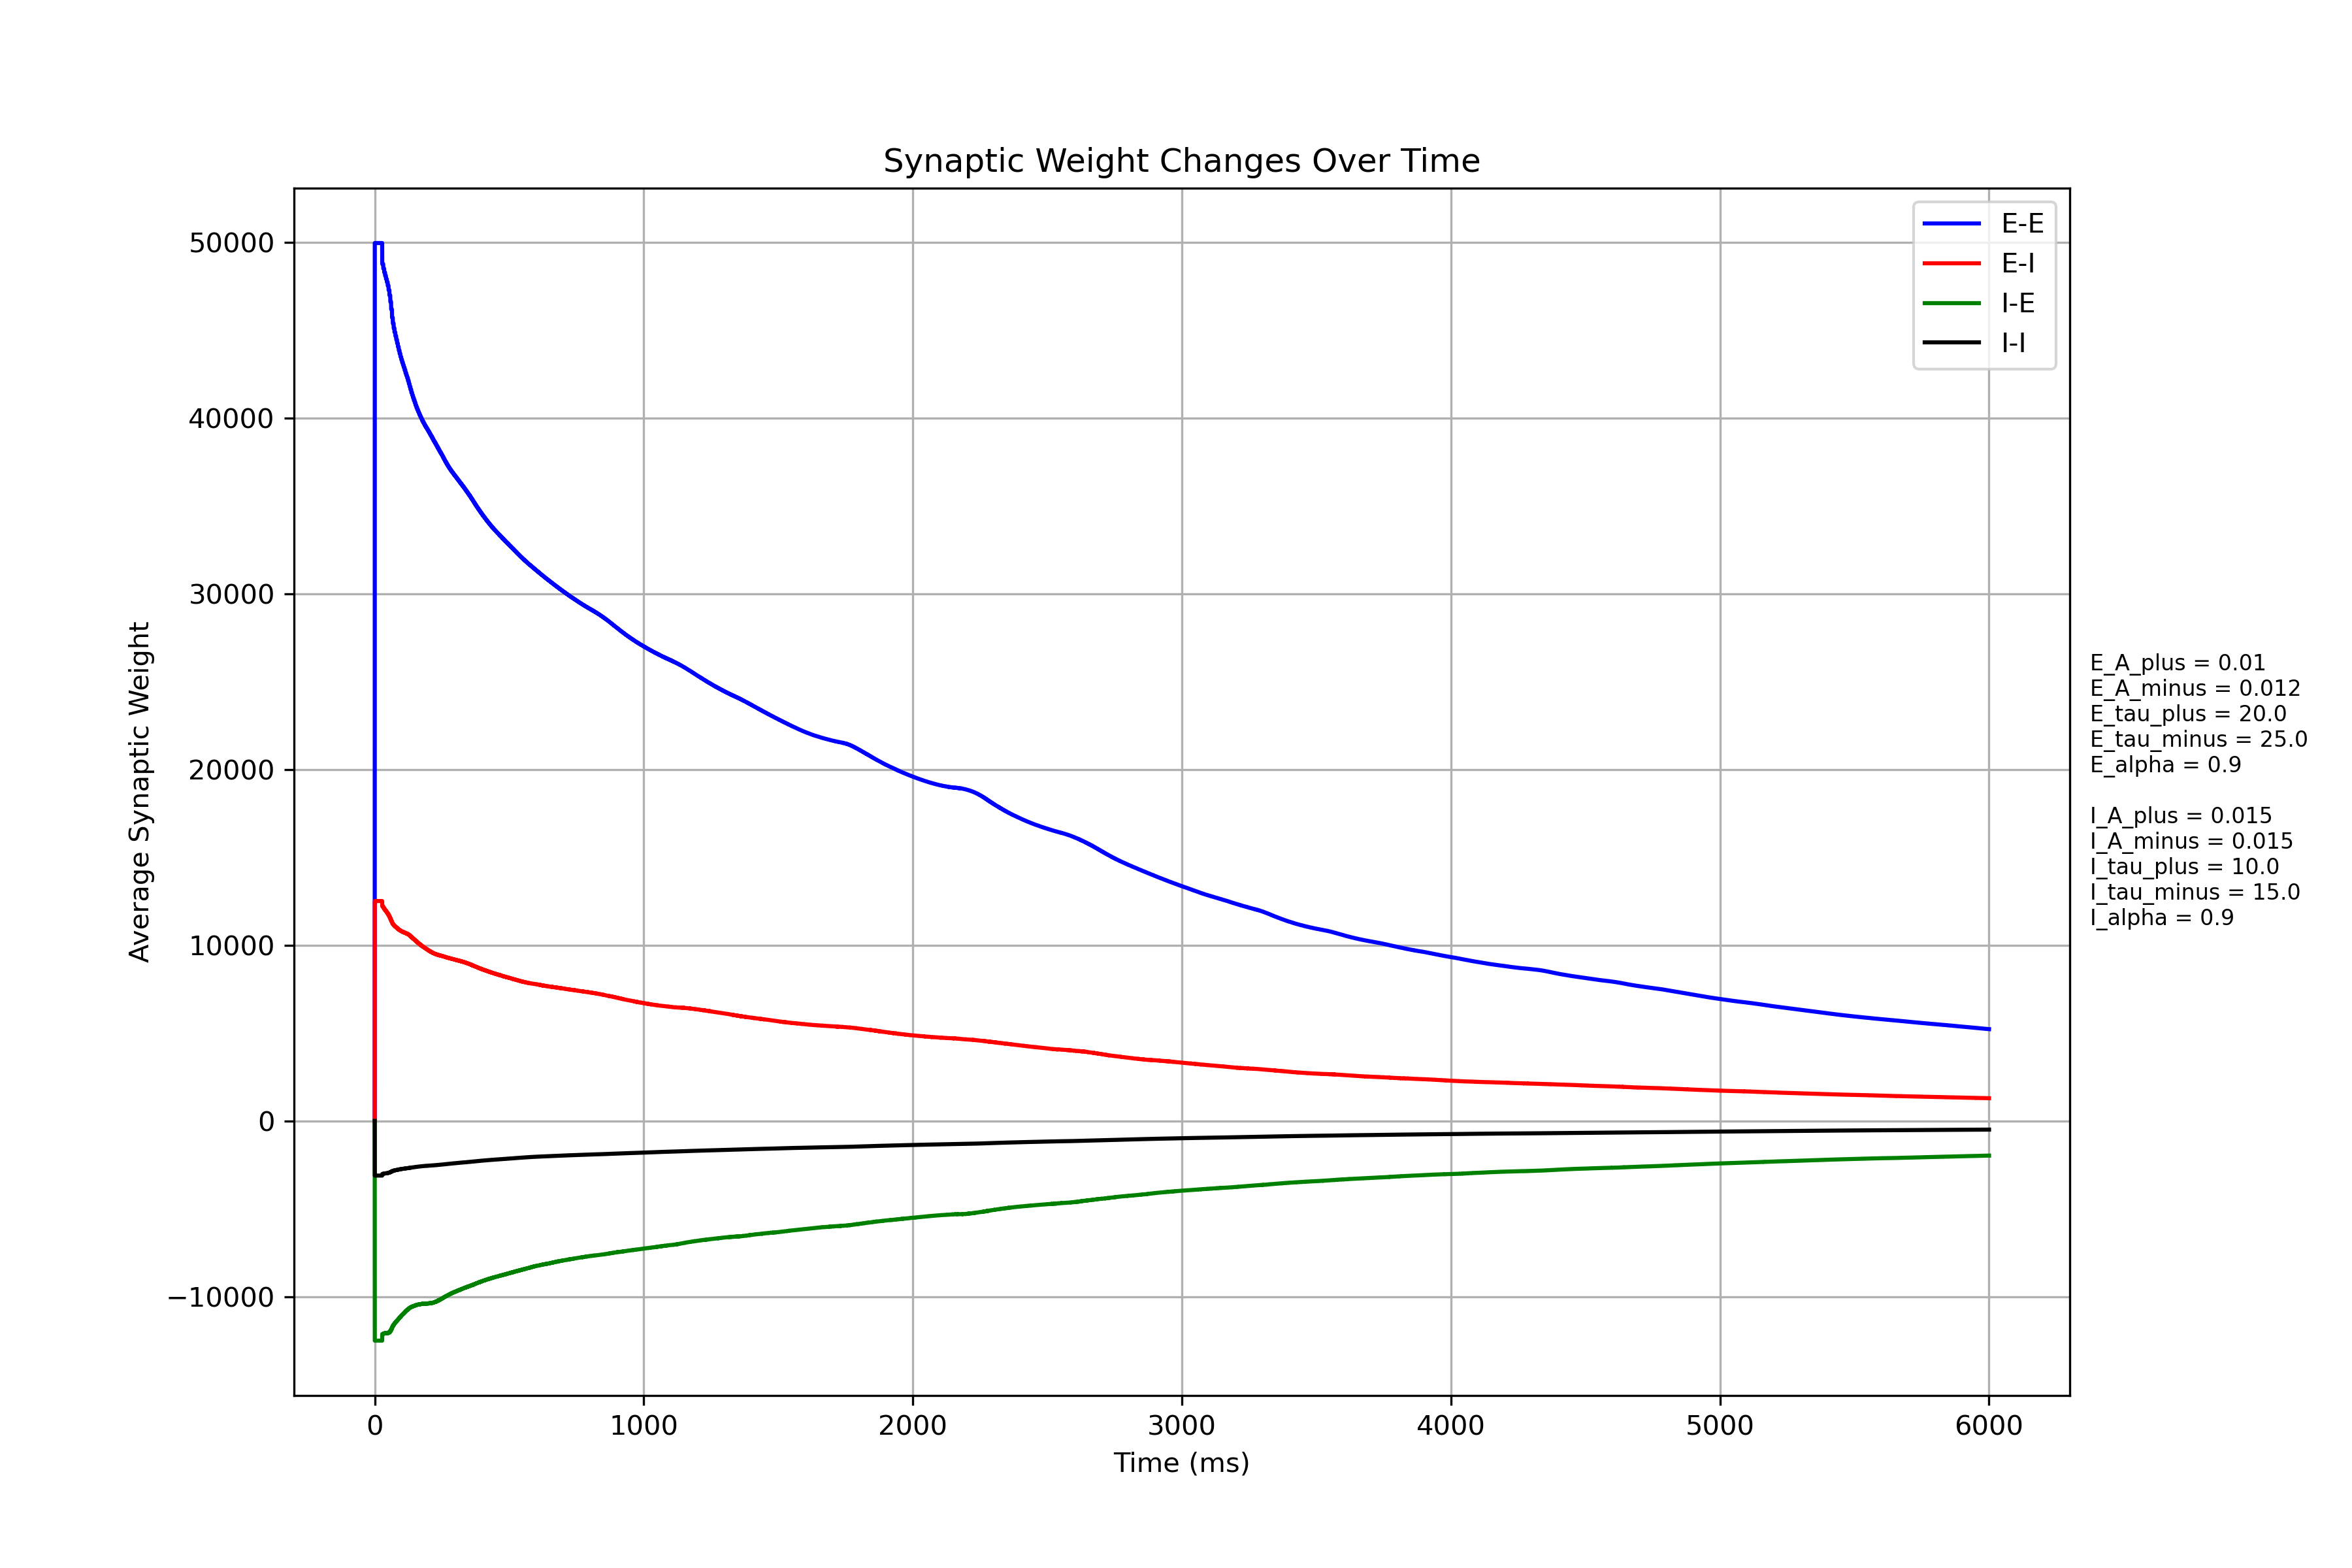 Synaptic Weight Changes Over Time
50000
40000
30000
20000
10000
0
−10000
Average Synaptic Weight
E-E
E-I
I-E
I-I
E_A_plus = 0.01
E_A_minus = 0.012
E_tau_plus = 20.0
E_tau_minus = 25.0
E_alpha = 0.9
I_A_plus = 0.015
I_A_minus = 0.015
I_tau_plus = 10.0
I_tau_minus = 15.0
I_alpha = 0.9
0 1000 2000 3000 4000 5000 6000
Time (ms)